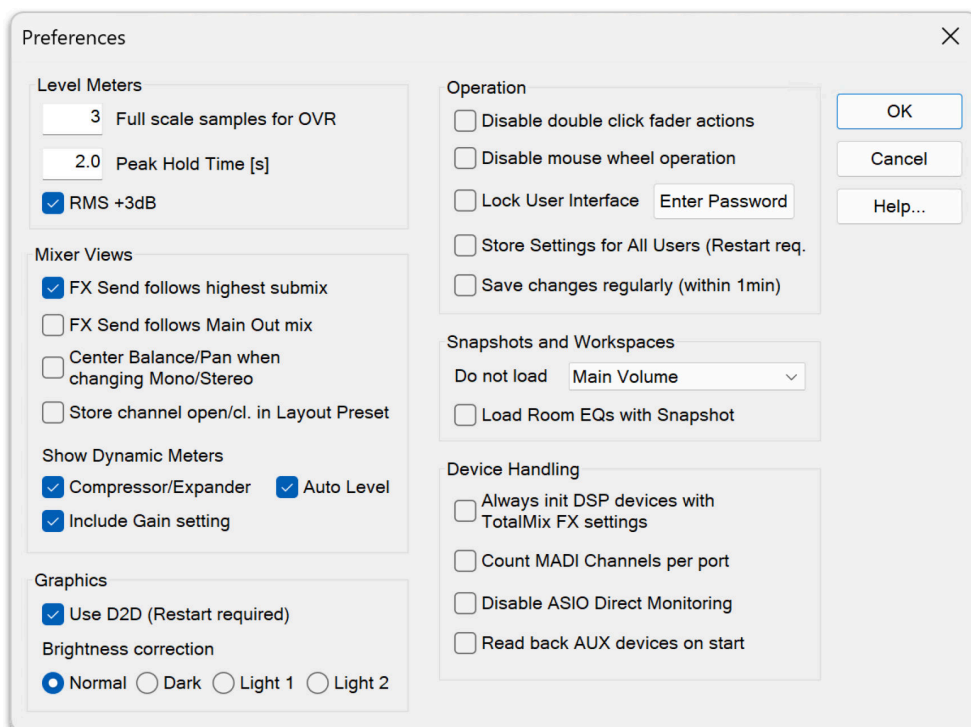 Preferences
Level Meters
3 Full scale samples for OVR
2.0 Peak Hold Time [s]
RMS +3dB
Mixer Views
FX Send follows highest submix
FX Send follows Main Out mix
Center Balance/Pan when
changing Mono/Stereo
Store channel open/cl. in Layout Preset
Show Dynamic Meters
Compressor/Expander Auto Level
Include Gain setting
Graphics
Use D2D (Restart required)
Brightness correction
Normal Dark Light 1 Light 2
Operation
Disable double click fader actions
Disable mouse wheel operation
Lock User Interface Enter Password
Store Settings for All Users (Restart req.
Save changes regularly (within 1min)
Snapshots and Workspaces
Do not load Main Volume
Load Room EQs with Snapshot
Device Handling
Always init DSP devices with
TotalMix FX settings
Count MADI Channels per port
Disable ASIO Direct Monitoring
Read back AUX devices on start
OK
Cancel
Help...